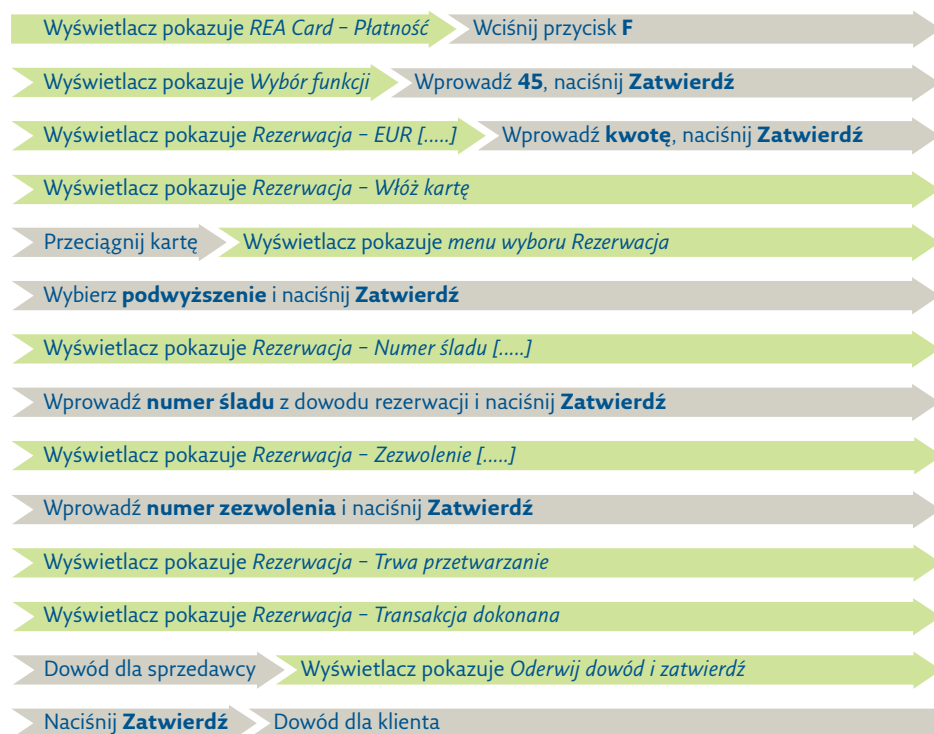 Wyświetlacz pokazuje REA Card – Płatność Wciśnij przycisk F
Wyświetlacz pokazuje Wybór funkcji Wprowadź 45, naciśnij Zatwierdź
Wyświetlacz pokazuje Rezerwacja – EUR [.....] Wprowadź kwotę, naciśnij Zatwierdź
Wyświetlacz pokazuje Rezerwacja – Włóż kartę
Przeciągnij kartę Wyświetlacz pokazuje menu wyboru Rezerwacja
Wybierz podwyższenie i naciśnij Zatwierdź
Wyświetlacz pokazuje Rezerwacja – Numer śladu [.....]
Wprowadź numer śladu z dowodu rezerwacji i naciśnij Zatwierdź
Wyświetlacz pokazuje Rezerwacja – Zezwolenie [.....]
Wprowadź numer zezwolenia i naciśnij Zatwierdź
Wyświetlacz pokazuje Rezerwacja – Trwa przetwarzanie
Wyświetlacz pokazuje Rezerwacja – Transakcja dokonana
Dowód dla sprzedawcy Wyświetlacz pokazuje Oderwij dowód i zatwierdź
Naciśnij Zatwierdź Dowód dla klienta